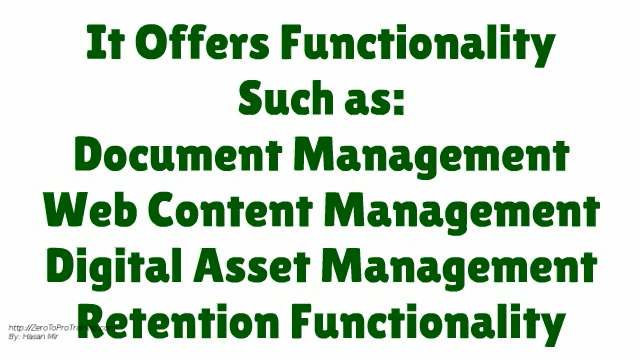 It Offers Functionality
Such as:
Document Management
Web Content Management
Digital Asset Management
Retention Functionality
By: Hasan Mir